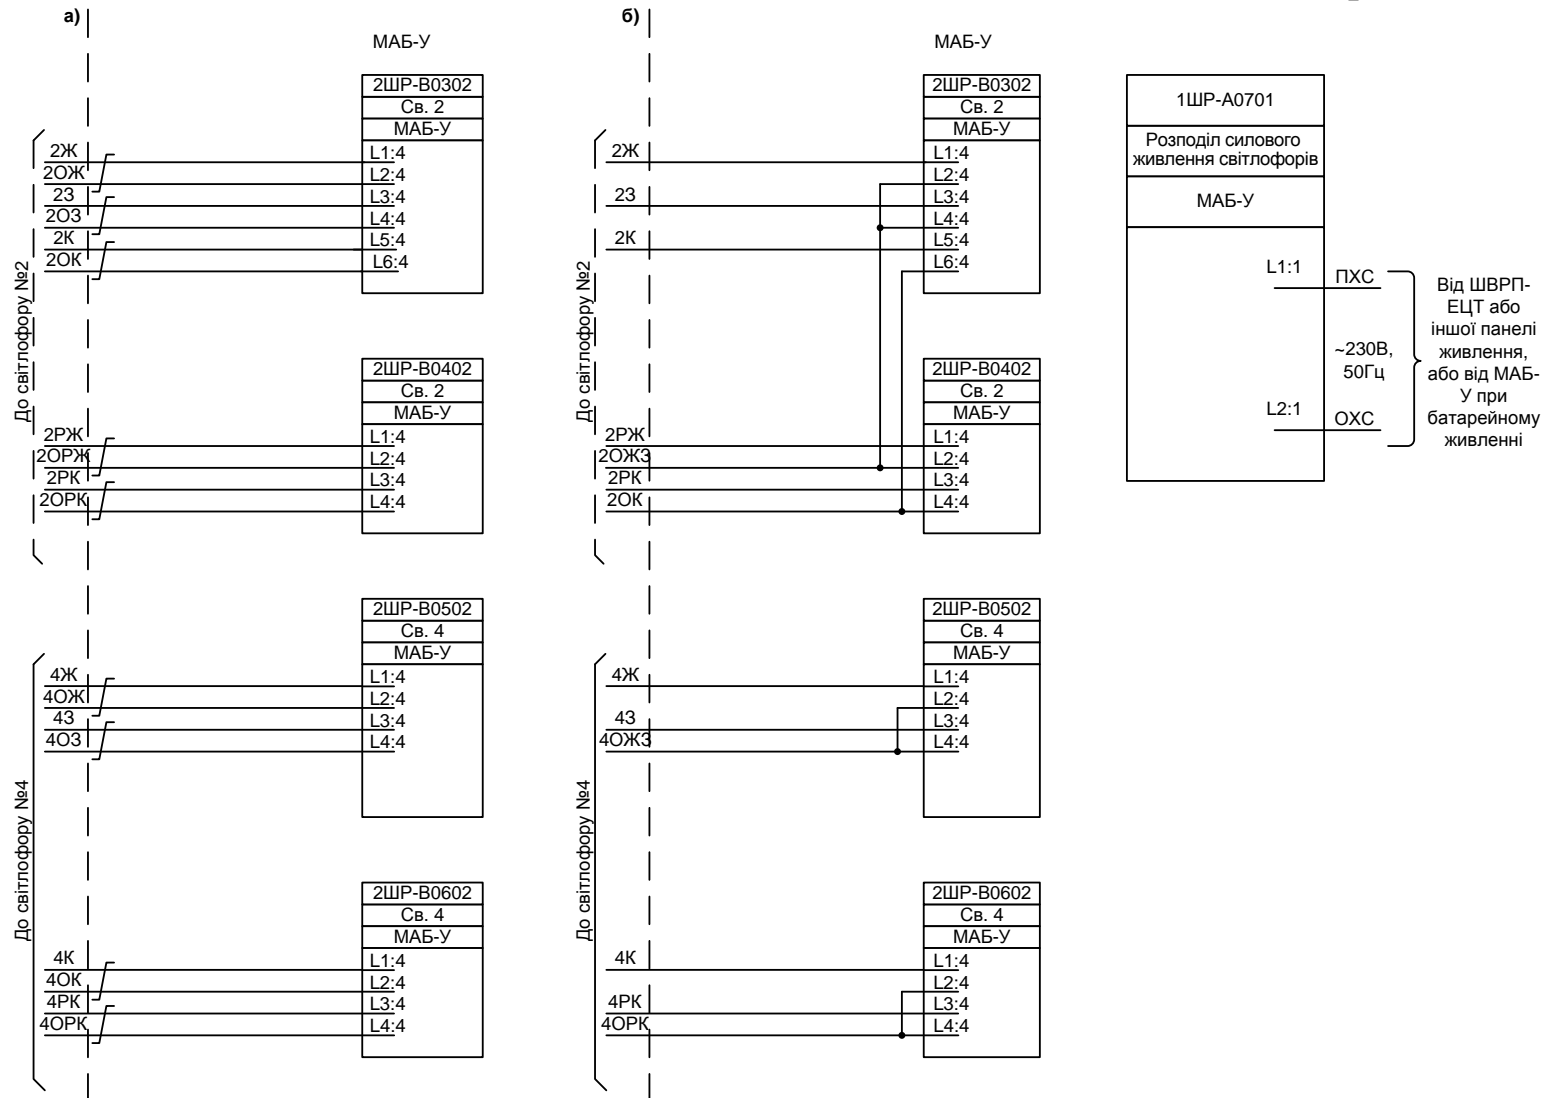 а)
МАБ-У
2ШР-В0302
Св. 2
МАБ-У
2Ж
L1:4
2ОЖ
L2:4
2З
L3:4
2ОЗ
L4:4
2К
L5:4
2ОК
L6:4
До світлофору №2
2ШР-В0402
Св. 2
МАБ-У
2РЖ
L1:4
2ОРЖ
L2:4
2РК
L3:4
2ОРК
L4:4
2ШР-В0502
Св. 4
МАБ-У
4Ж
L1:4
4ОЖ
L2:4
4З
L3:4
4ОЗ
L4:4
До світлофору №4
2ШР-В0602
Св. 4
МАБ-У
4К
L1:4
4ОК
L2:4
4РК
L3:4
4ОРК
L4:4
б)
МАБ-У
2ШР-В0302
Св. 2
МАБ-У
2Ж
L1:4
L2:4
2З
L3:4
L4:4
2К
L5:4
L6:4
До світлофору №2
2ШР-В0402
Св. 2
МАБ-У
2РЖ
L1:4
2ОЖЗ
L2:4
2РК
L3:4
2ОК
L4:4
2ШР-В0502
Св. 4
МАБ-У
4Ж
L1:4
L2:4
4З
L3:4
4ОЖЗ
L4:4
До світлофору №4
2ШР-В0602
Св. 4
МАБ-У
4К
L1:4
L2:4
4РК
L3:4
4ОРК
L4:4
1ШР-А0701
Розподіл силового
живлення світлофорів
МАБ-У
L1:1
ПХС
~230В,
50Гц
L2:1
ОХС
Від ШВРП-
ЕЦТ або
іншої панелі
живлення,
або від МАБ-
У при
батарейному
живленні